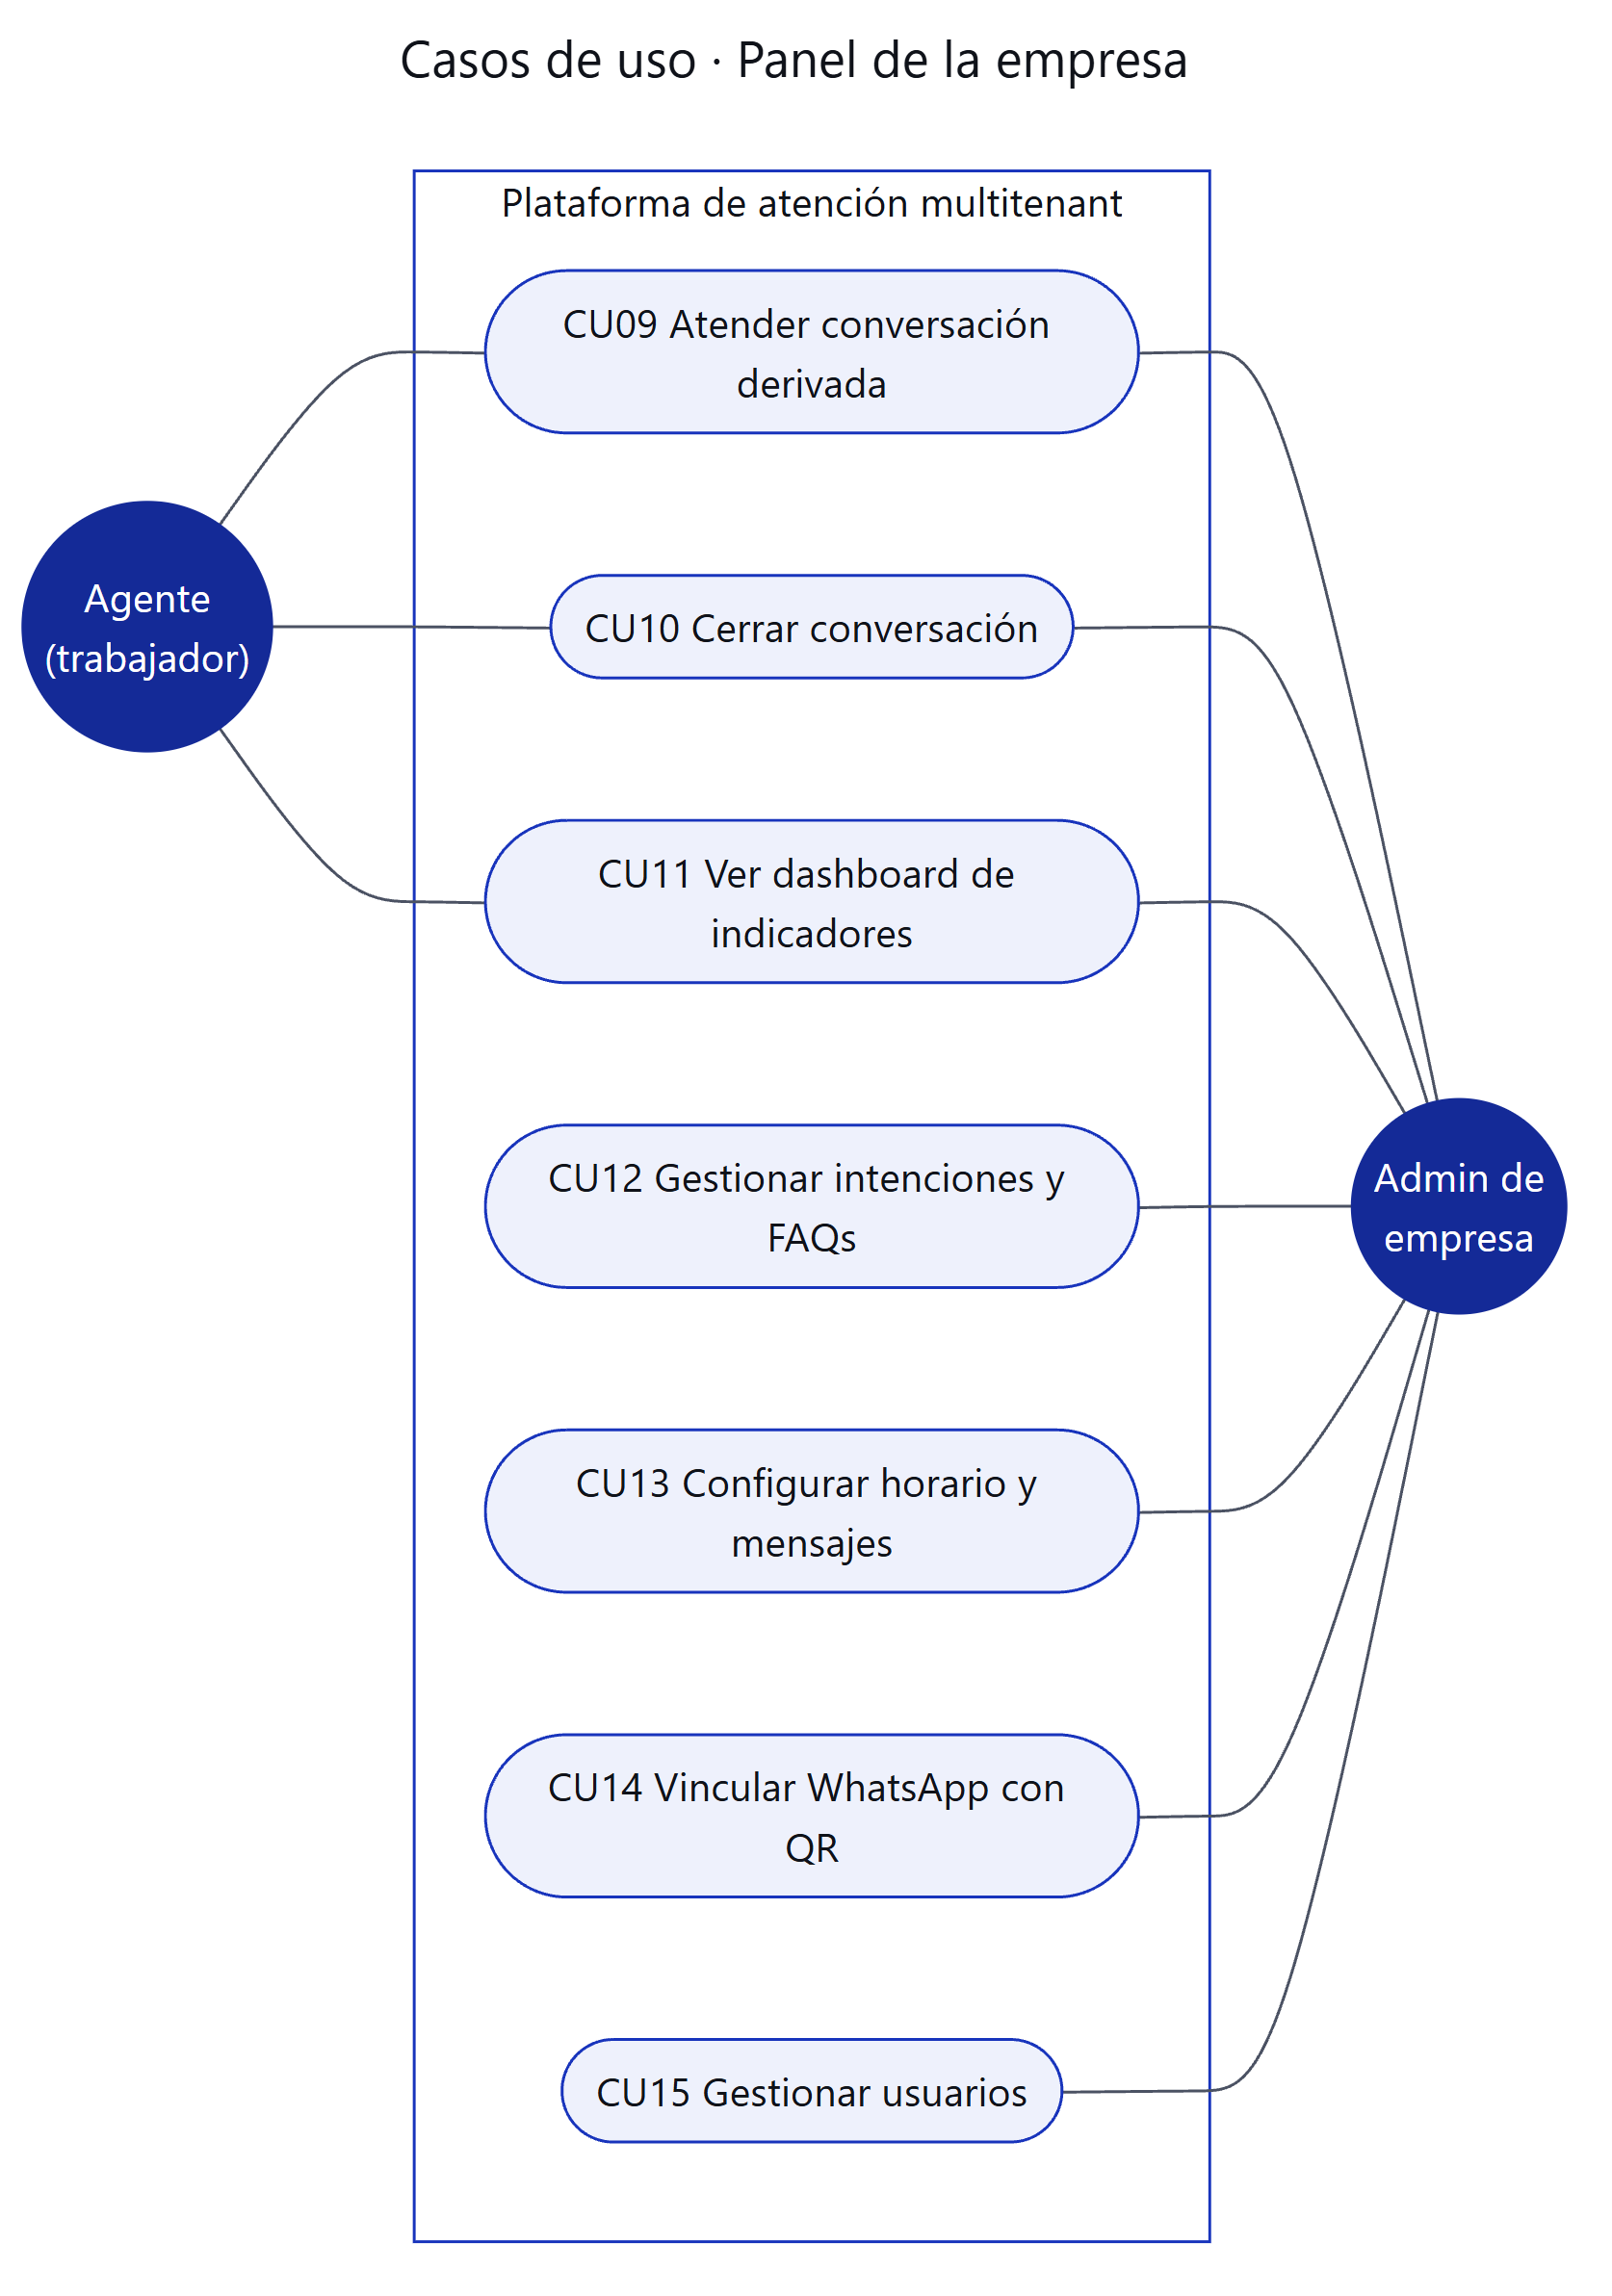 Casos de uso · Panel de la empresa
Plataforma de atención multitenant
CU09 Atender conversación
derivada
Agente
(trabajador)
CU10 Cerrar conversación
CU11 Ver dashboard de
indicadores
CU12 Gestionar intenciones y
FAQs
Admin de
empresa
CU13 Configurar horario y
mensajes
CU14 Vincular WhatsApp con
QR
CU15 Gestionar usuarios